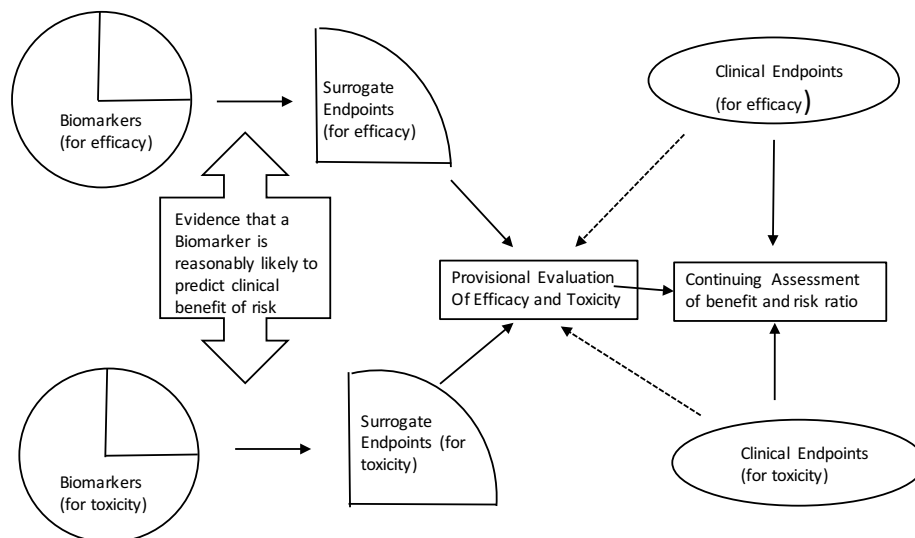 Biomarkers
(for efficacy)
Surrogate
Endpoints
(for efficacy)
Clinical Endpoints
(for efficacy)
Evidence that a
Biomarker is
reasonably likely to
predict clinical
benefit of risk
Provisional Evaluation
Of Efficacy and Toxicity
Continuing Assessment
of benefit and risk ratio
Biomarkers
(for toxicity)
Surrogate
Endpoints (for
toxicity)
Clinical Endpoints
(for toxicity)